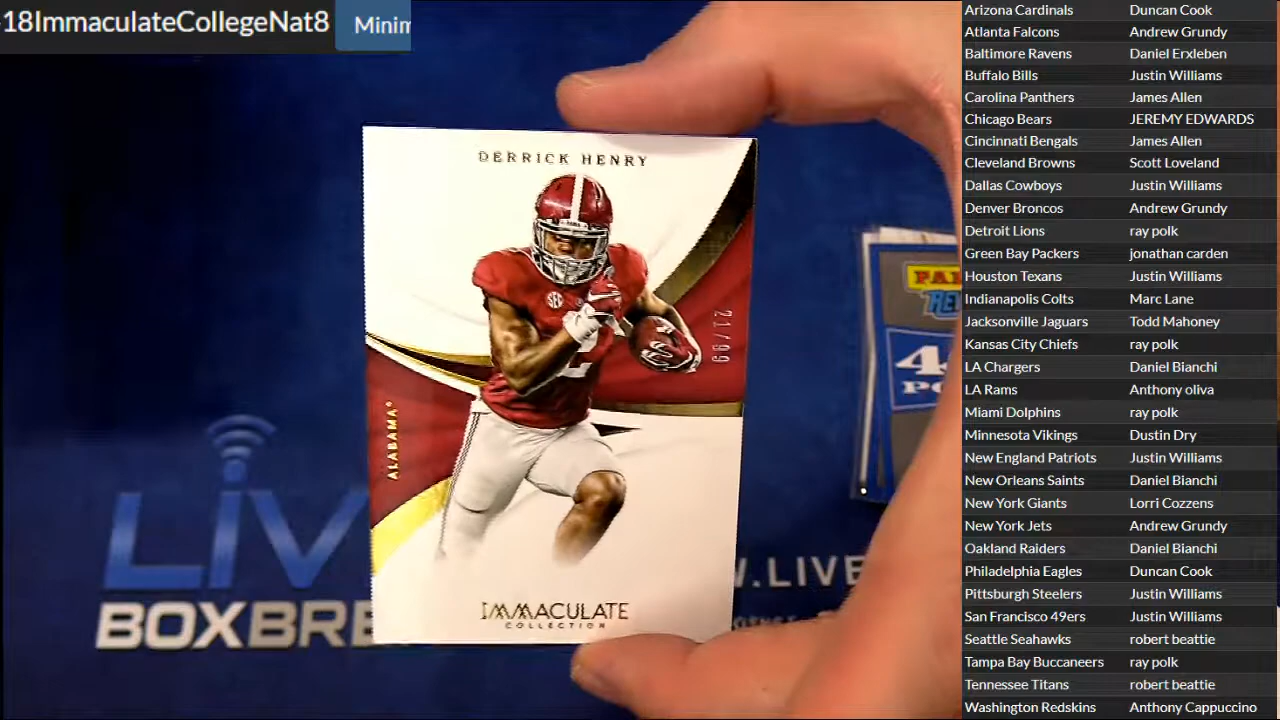 18ImmaculateCollegeNat8
Minim
DERRICK HENRY
SEC
2
21/99
ALABAMA
IMMACULATE
COLLECTION
LIV
BOXBRE
W.LIVE
Arizona Cardinals Duncan Cook
Atlanta Falcons Andrew Grundy
Baltimore Ravens Daniel Erxleben
Buffalo Bills Justin Williams
Carolina Panthers James Allen
Chicago Bears JEREMY EDWARDS
Cincinnati Bengals James Allen
Cleveland Browns Scott Loveland
Dallas Cowboys Justin Williams
Denver Broncos Andrew Grundy
Detroit Lions ray polk
Green Bay Packers jonathan carden
Houston Texans Justin Williams
Indianapolis Colts Marc Lane
Jacksonville Jaguars Todd Mahoney
Kansas City Chiefs ray polk
LA Chargers Daniel Bianchi
LA Rams Anthony oliva
Miami Dolphins ray polk
Minnesota Vikings Dustin Dry
New England Patriots Justin Williams
New Orleans Saints Daniel Bianchi
New York Giants Lorri Cozzens
New York Jets Andrew Grundy
Oakland Raiders Daniel Bianchi
Philadelphia Eagles Duncan Cook
Pittsburgh Steelers Justin Williams
San Francisco 49ers Justin Williams
Seattle Seahawks robert beattie
Tampa Bay Buccaneers ray polk
Tennessee Titans robert beattie
Washington Redskins Anthony Cappuccino